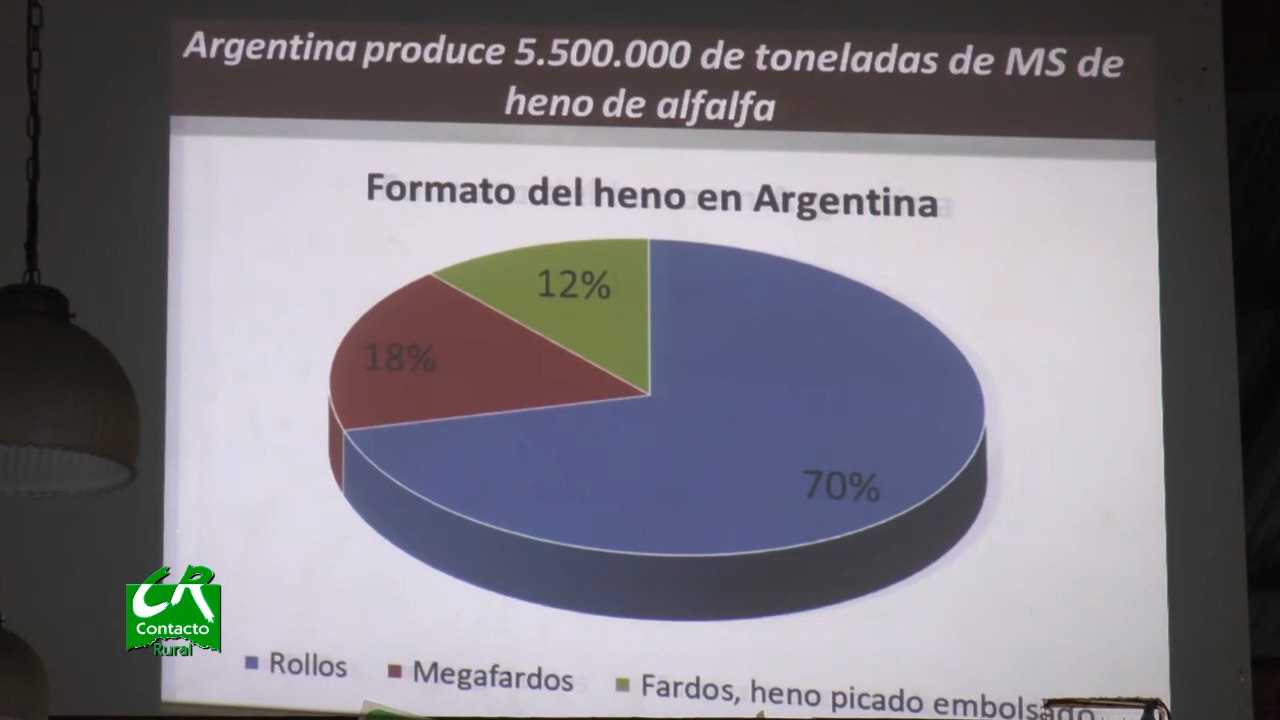 Argentina produce 5.500.000 de toneladas de MS de
heno de alfalfa
Formato del heno en Argentina
12%
18%
70%
CR
Contacto
Rural
Rollos
Megafardos
Fardos, heno picado embolsado